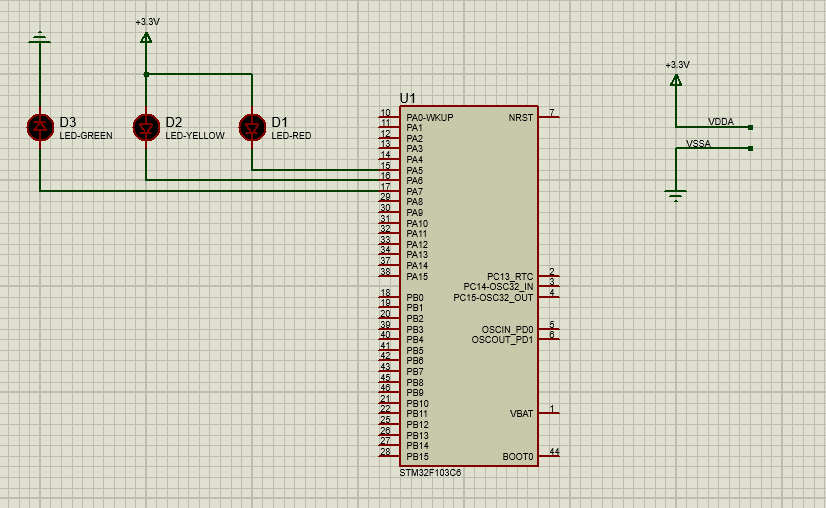 +3.3V
+3.3V
D3
LED-GREEN
D2
LED-YELLOW
D1
LED-RED
VDDA
VSSA
U1
10 PA0-WKUP NRST 7
11 PA1
12 PA2
13 PA3
14 PA4
15 PA5
16 PA6
17 PA7
29 PA8
30 PA9
31 PA10
32 PA11
33 PA12
34 PA13
37 PA14
38 PA15 PC13_RTC 2
PC14-OSC32_IN 3
18 PB0 PC15-OSC32_OUT 4
19 PB1
20 PB2
39 PB3 OSCIN_PD0 5
40 PB4 OSCOUT_PD1 6
41 PB5
42 PB6
43 PB7
45 PB8
46 PB9
21 PB10
22 PB11 VBAT 1
25 PB12
26 PB13
27 PB14
28 PB15 BOOT0 44
STM32F103C6